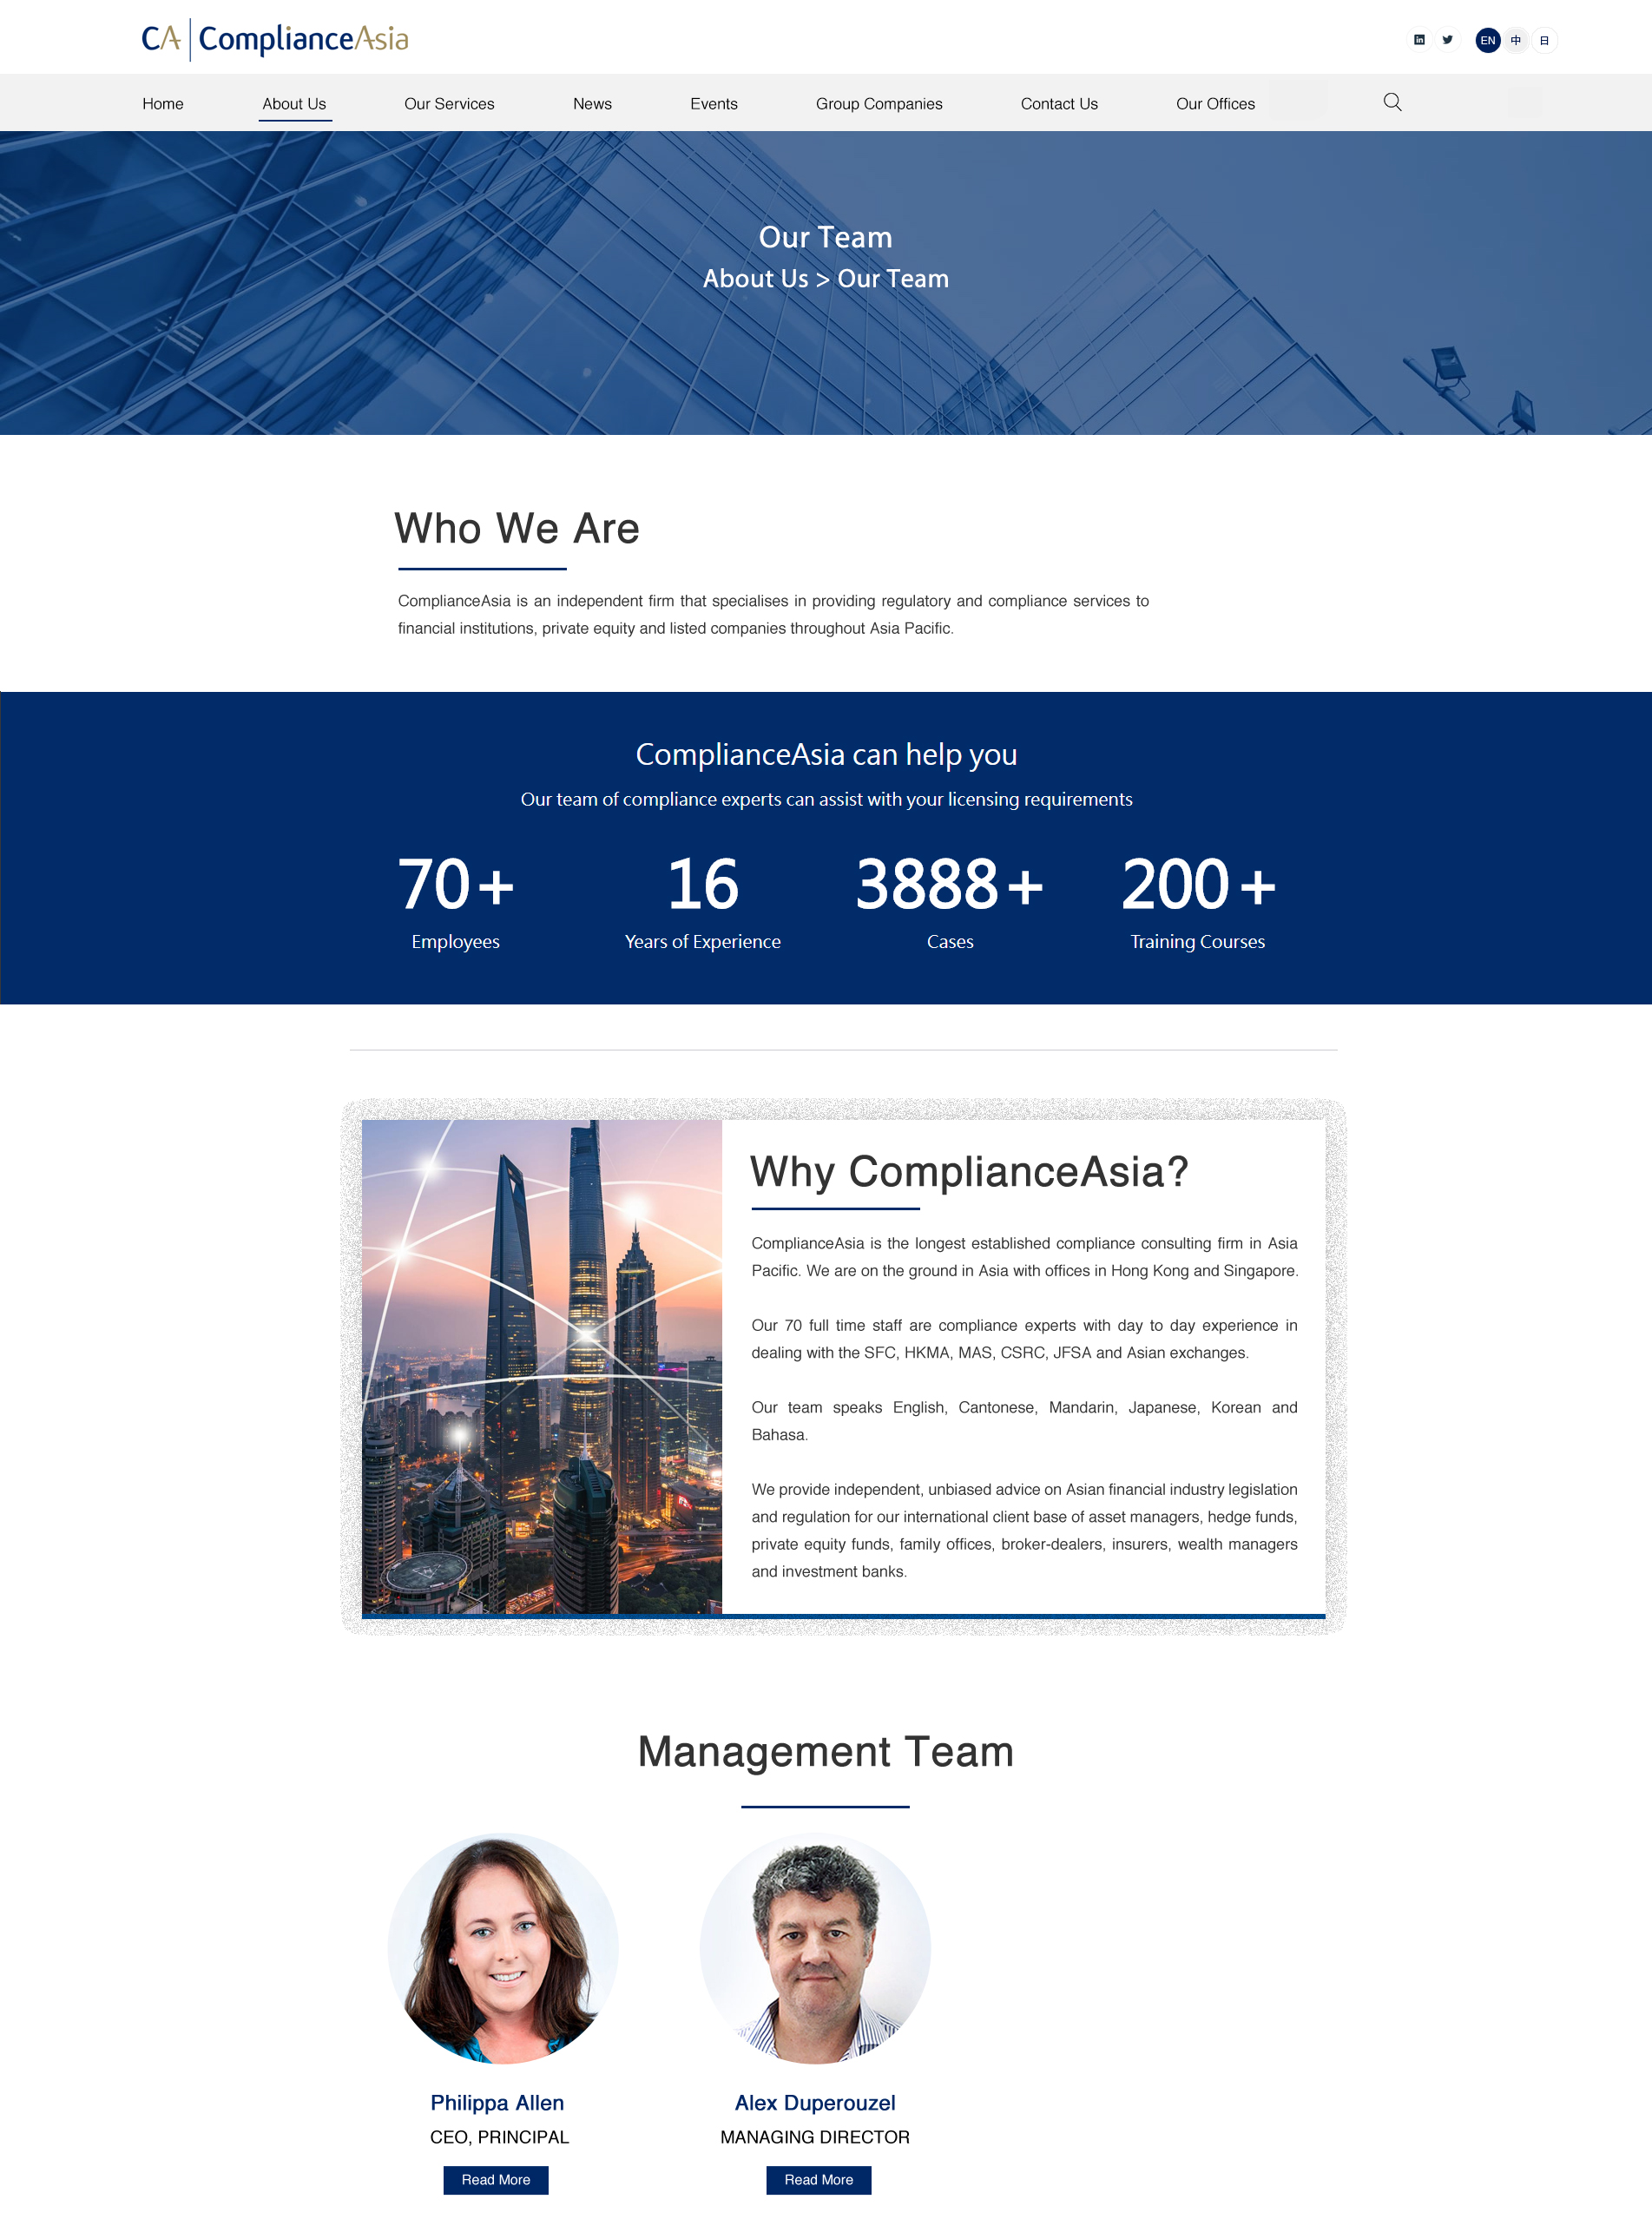 CA ComplianceAsia
EN 中 日
Home About Us Our Services News Events Group Companies Contact Us Our Offices
Our Team
About Us > Our Team
Who We Are
ComplianceAsia is an independent firm that specialises in providing regulatory and compliance services to
financial institutions, private equity and listed companies throughout Asia Pacific.
ComplianceAsia can help you
Our team of compliance experts can assist with your licensing requirements
70+ 16 3888+ 200+
Employees Years of Experience Cases Training Courses
Why ComplianceAsia?
ComplianceAsia is the longest established compliance consulting firm in Asia
Pacific. We are on the ground in Asia with offices in Hong Kong and Singapore.
Our 70 full time staff are compliance experts with day to day experience in
dealing with the SFC, HKMA, MAS, CSRC, JFSA and Asian exchanges.
Our team speaks English, Cantonese, Mandarin, Japanese, Korean and
Bahasa.
We provide independent, unbiased advice on Asian financial industry legislation
and regulation for our international client base of asset managers, hedge funds,
private equity funds, family offices, broker-dealers, insurers, wealth managers
and investment banks.
Management Team
Philippa Allen
CEO, PRINCIPAL
Read More
Alex Duperouzel
MANAGING DIRECTOR
Read More